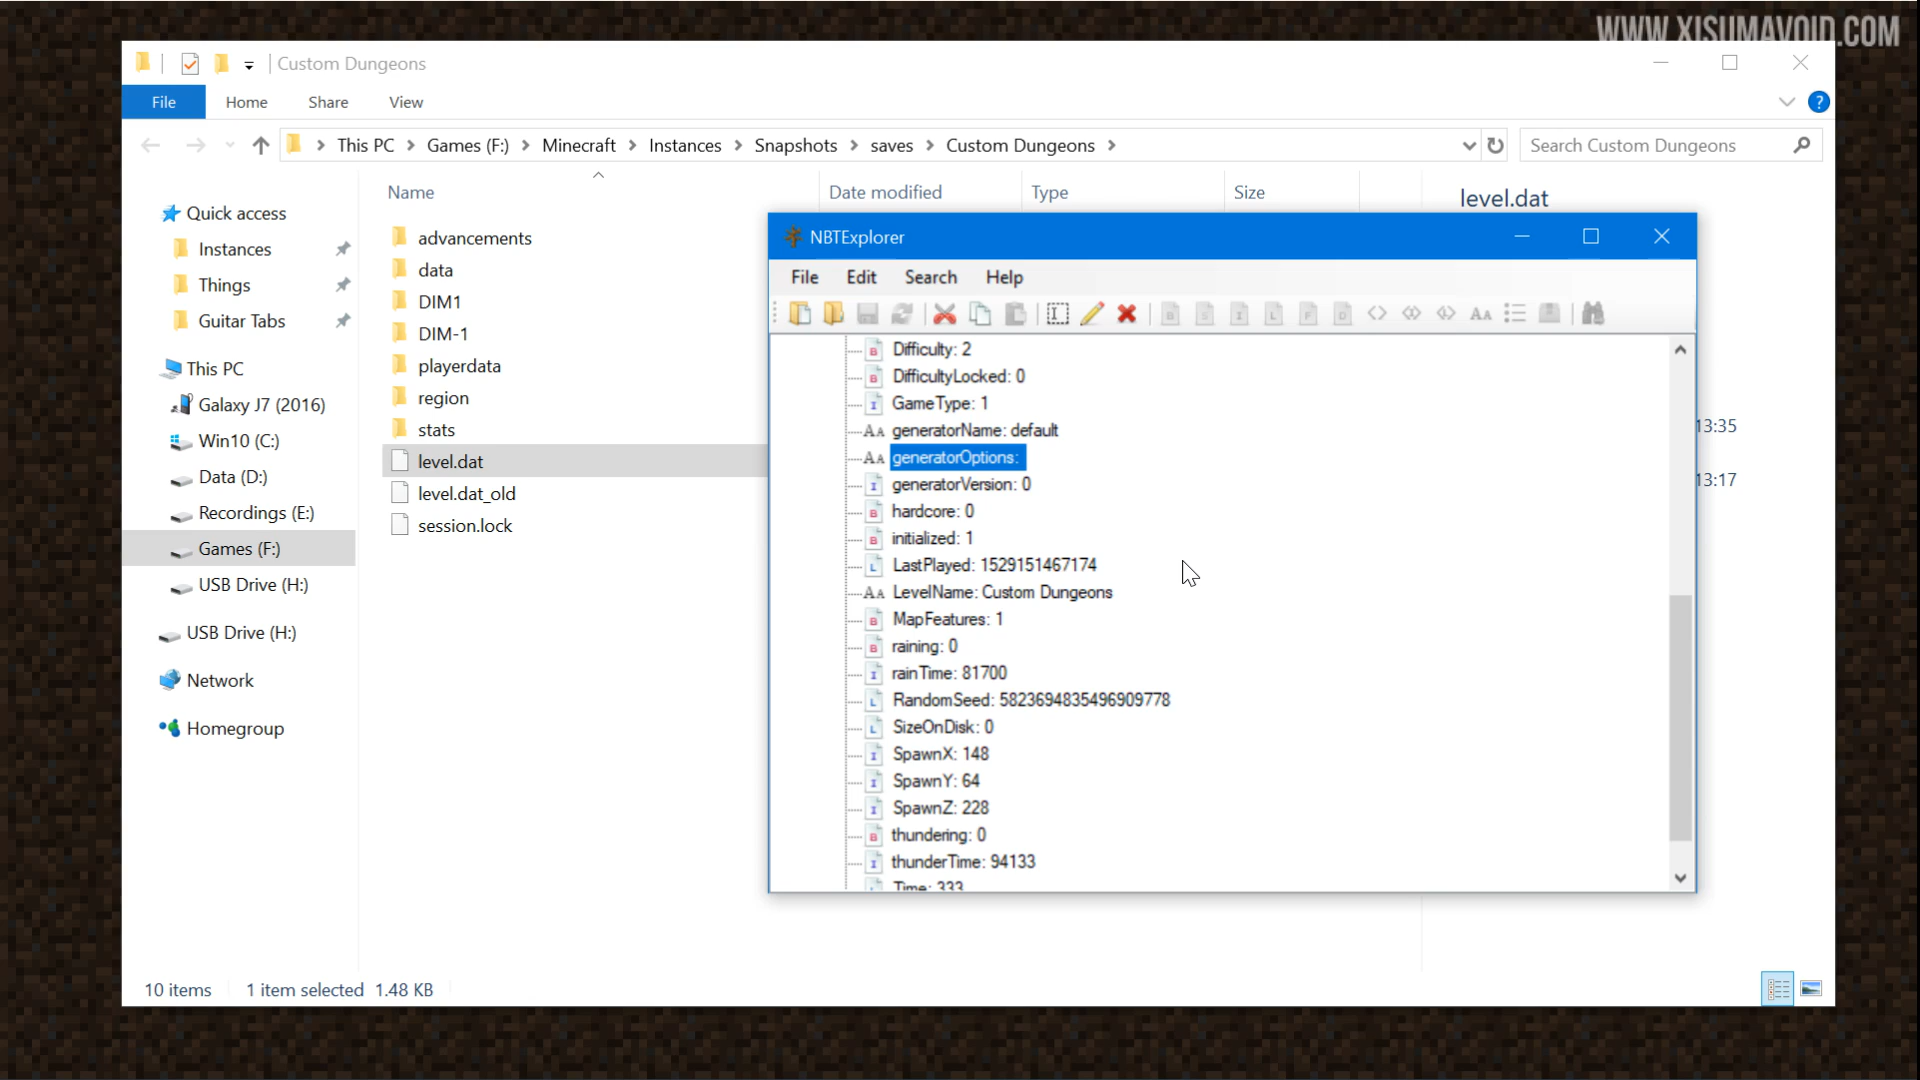 WWW.XISUMAVOID.COM
Custom Dungeons
File Home Share View
This PC Games (F:) Minecraft Instances Snapshots saves Custom Dungeons
Search Custom Dungeons
Name Date modified Type Size
level.dat
Quick access
Instances
Things
Guitar Tabs
This PC
Galaxy J7 (2016)
Win10 (C:)
Data (D:)
Recordings (E:)
Games (F:)
USB Drive (H:)
USB Drive (H:)
Network
Homegroup
advancements
data
DIM1
DIM-1
playerdata
region
stats
level.dat
level.dat_old
session.lock
NBTExplorer
File Edit Search Help
Difficulty: 2
DifficultyLocked: 0
GameType: 1
generatorName: default
generatorOptions:
generatorVersion: 0
hardcore: 0
initialized: 1
LastPlayed: 1529151467174
LevelName: Custom Dungeons
MapFeatures: 1
raining: 0
rainTime: 81700
RandomSeed: 5823694835496909778
SizeOnDisk: 0
SpawnX: 148
SpawnY: 64
SpawnZ: 228
thundering: 0
thunderTime: 94133
Time: 333
13:35
13:17
10 items 1 item selected 1.48 KB